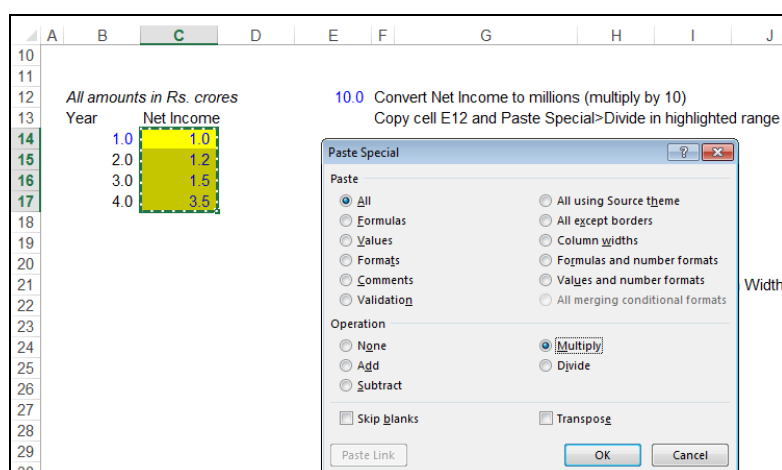 A B C D E F G H I J
10
11
12 All amounts in Rs. crores 10.0 Convert Net Income to millions (multiply by 10)
13 Year Net Income Copy cell E12 and Paste Special>Divide in highlighted range
14 1.0 1.0
15 2.0 1.2
16 3.0 1.5
17 4.0 3.5
18
19
20
21 Width
22
23
24
25
26
27
28
29
Paste Special
Paste
All All using Source theme
Formulas All except borders
Values Column widths
Formats Formulas and number formats
Comments Values and number formats
Validation All merging conditional formats
Operation
None Multiply
Add Divide
Subtract
Skip blanks Transpose
Paste Link OK Cancel